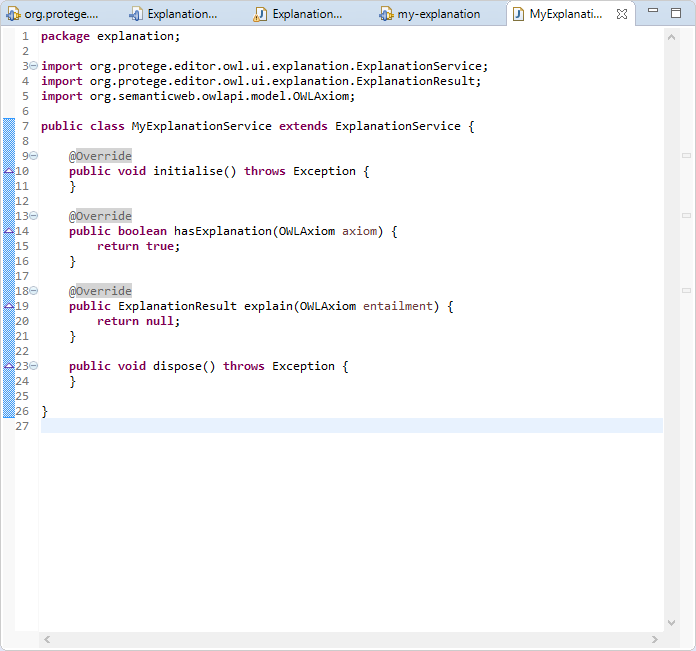 org.protege.... Explanation... Explanation... my-explanation MyExplanati...
1 package explanation;
2
3 import org.protege.editor.owl.ui.explanation.ExplanationService;
4 import org.protege.editor.owl.ui.explanation.ExplanationResult;
5 import org.semanticweb.owlapi.model.OWLAxiom;
6
7 public class MyExplanationService extends ExplanationService {
8
9     @Override
10     public void initialise() throws Exception {
11     }
12
13     @Override
14     public boolean hasExplanation(OWLAxiom axiom) {
15         return true;
16     }
17
18     @Override
19     public ExplanationResult explain(OWLAxiom entailment) {
20         return null;
21     }
22
23     public void dispose() throws Exception {
24     }
25
26 }
27